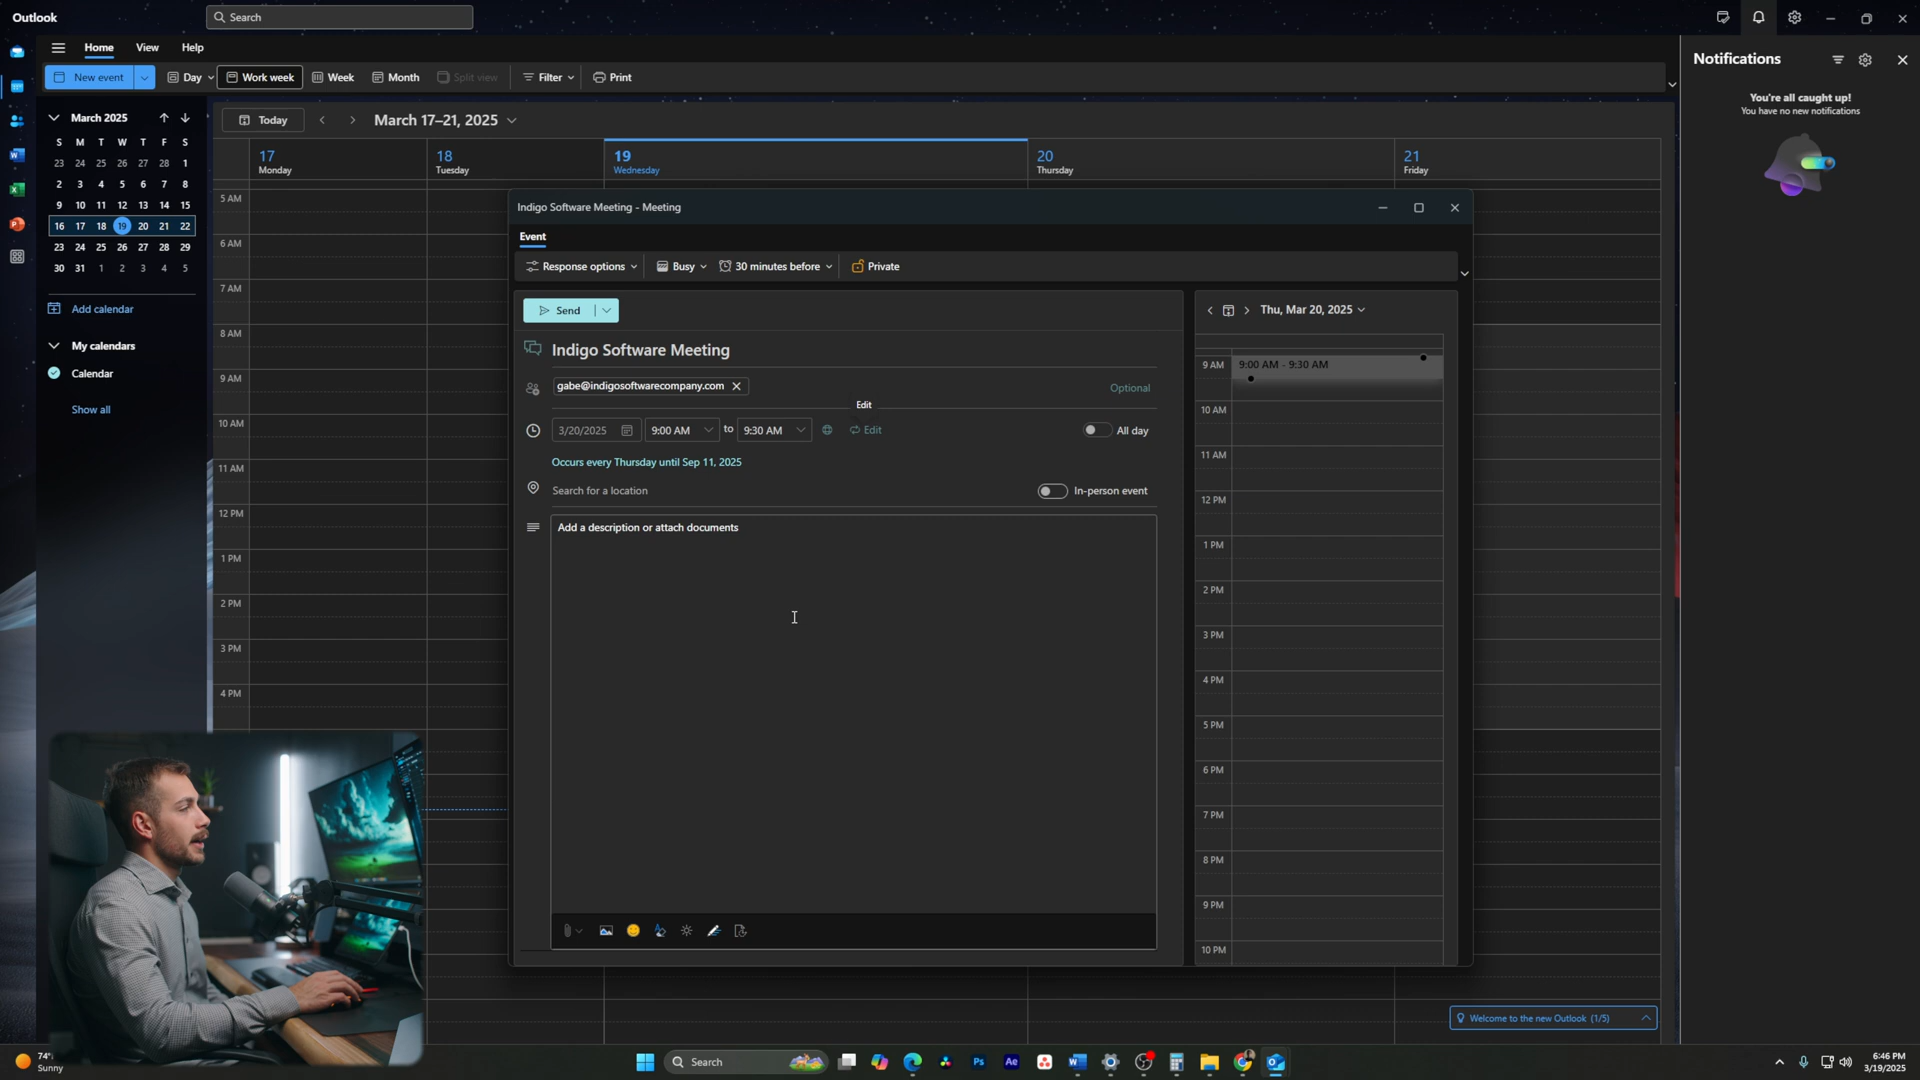 Outlook
Search
Home
View
Help
New event
Day
Work week
Week
Month
Split view
Filter
Print
March 2025
S M T W T F S
23 24 25 26 27 28 1
2 3 4 5 6 7 8
9 10 11 12 13 14 15
16 17 18 19 20 21 22
23 24 25 26 27 28 29
30 31 1 2 3 4 5
Add calendar
My calendars
Calendar
Show all
Today
March 17–21, 2025
17
Monday
18
Tuesday
19
Wednesday
20
Thursday
21
Friday
5 AM
6 AM
7 AM
8 AM
9 AM
10 AM
11 AM
12 PM
1 PM
2 PM
3 PM
4 PM
Indigo Software Meeting - Meeting
Event
Response options
Busy
30 minutes before
Private
Send
Indigo Software Meeting
gabe@indigosoftwarecompany.com
Optional
Edit
3/20/2025
9:00 AM
to
9:30 AM
Edit
All day
Occurs every Thursday until Sep 11, 2025
Search for a location
In-person event
Add a description or attach documents
Thu, Mar 20, 2025
9 AM
9:00 AM - 9:30 AM
10 AM
11 AM
12 PM
1 PM
2 PM
3 PM
4 PM
5 PM
6 PM
7 PM
8 PM
9 PM
10 PM
Notifications
You're all caught up!
You have no new notifications
Welcome to the new Outlook (1/5)
74°
Sunny
Search
Ps
Ae
6:46 PM
3/19/2025